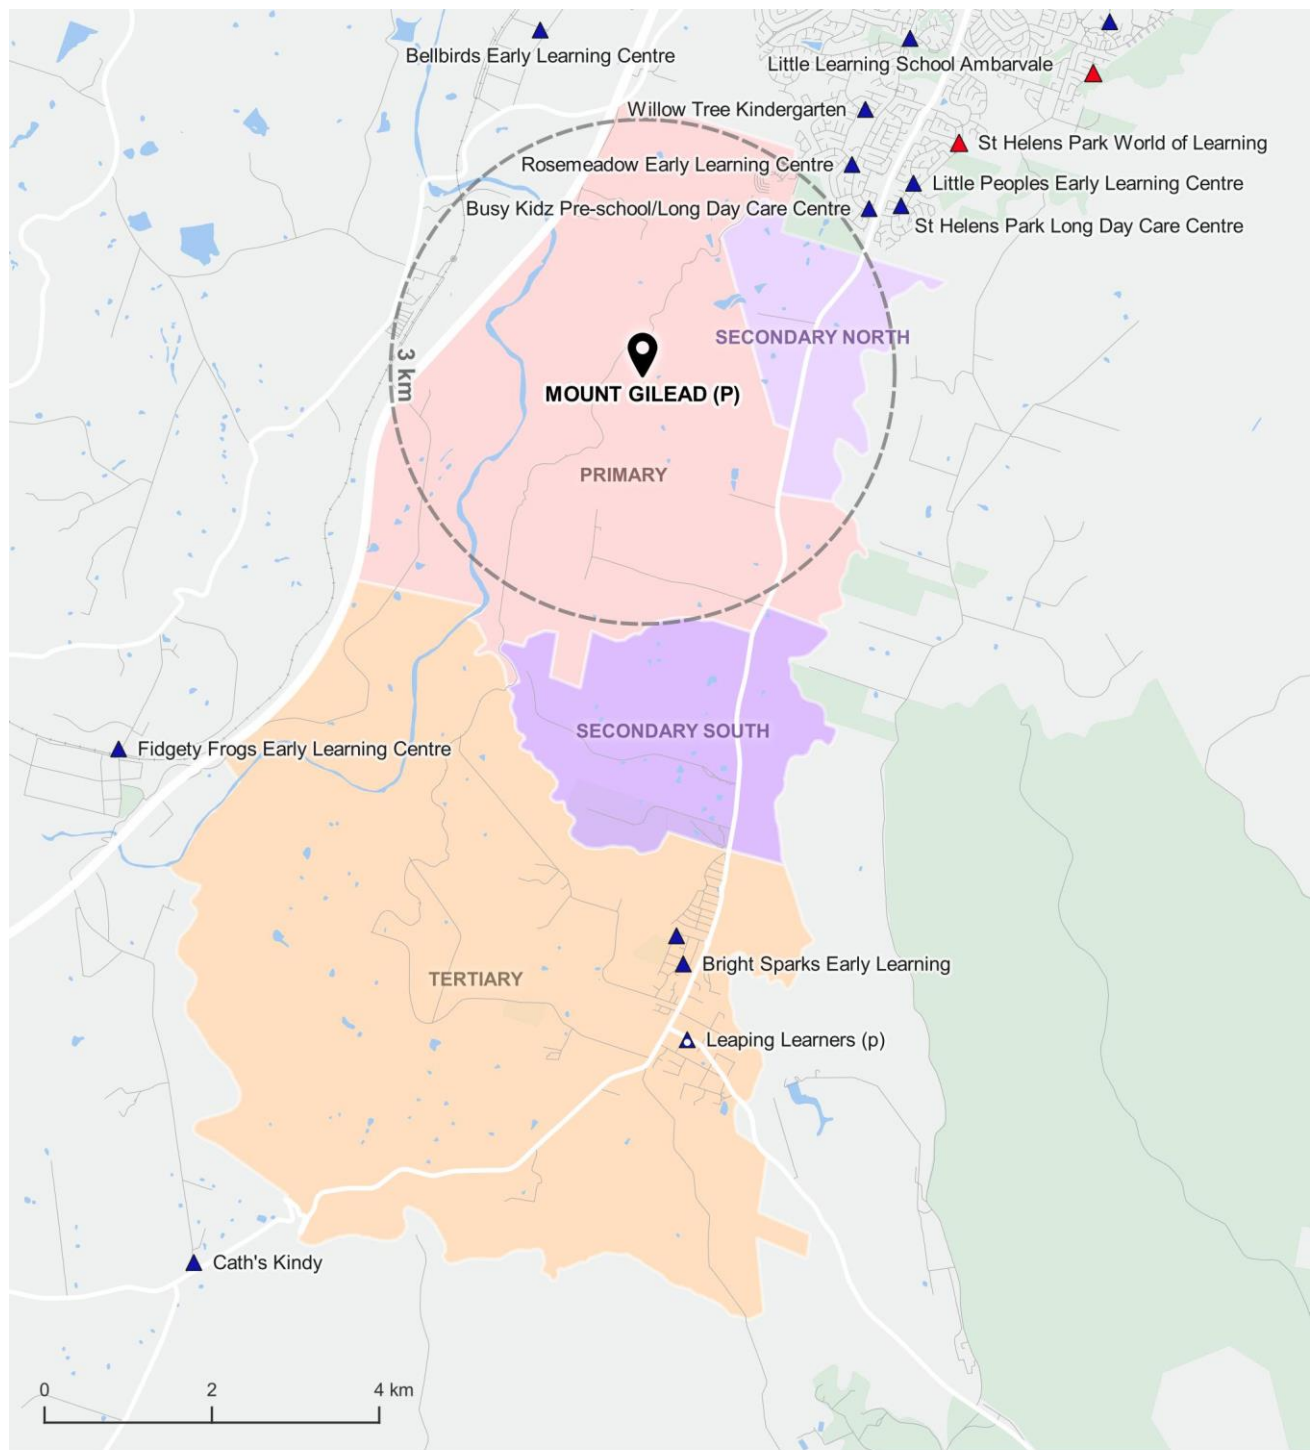 Bellbirds Early Learning Centre
Little Learning School Ambarvale
Willow Tree Kindergarten
St Helens Park World of Learning
Rosemeadow Early Learning Centre
Little Peoples Early Learning Centre
Busy Kidz Pre-school/Long Day Care Centre
St Helens Park Long Day Care Centre
SECONDARY NORTH
3 km
MOUNT GILEAD (P)
PRIMARY
SECONDARY SOUTH
Fidgety Frogs Early Learning Centre
Bright Sparks Early Learning
TERTIARY
Leaping Learners (p)
Cath's Kindy
0 2 4 km